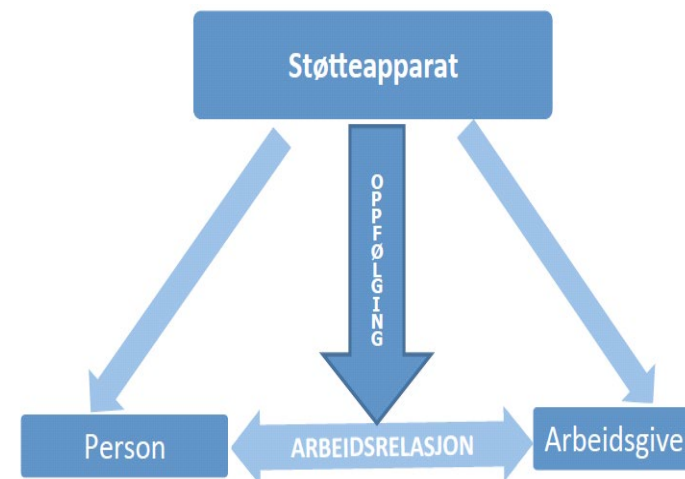 Støtteapparat
OPPFØLGING
Person
ARBEIDSRELASJON
Arbeidsgive